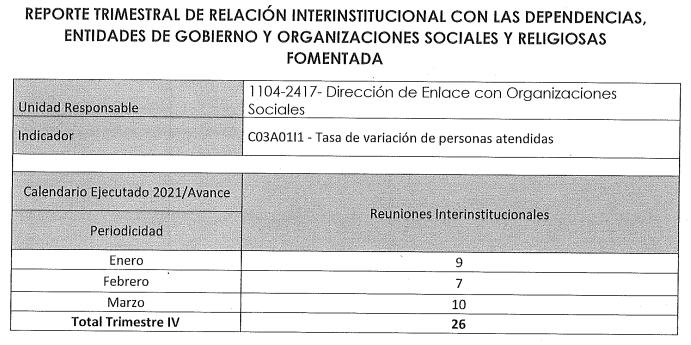 REPORTE TRIMESTRAL DE RELACIÓN INTERINSTITUCIONAL CON LAS DEPENDENCIAS,
ENTIDADES DE GOBIERNO Y ORGANIZACIONES SOCIALES Y RELIGIOSAS
FOMENTADA
Unidad Responsable
1104-2417- Dirección de Enlace con Organizaciones
Sociales
Indicador
C03A01I1 - Tasa de variación de personas atendidas
Calendario Ejecutado 2021/Avance
Reuniones Interinstitucionales
Periodicidad
Enero 9
Febrero 7
Marzo 10
Total Trimestre IV 26